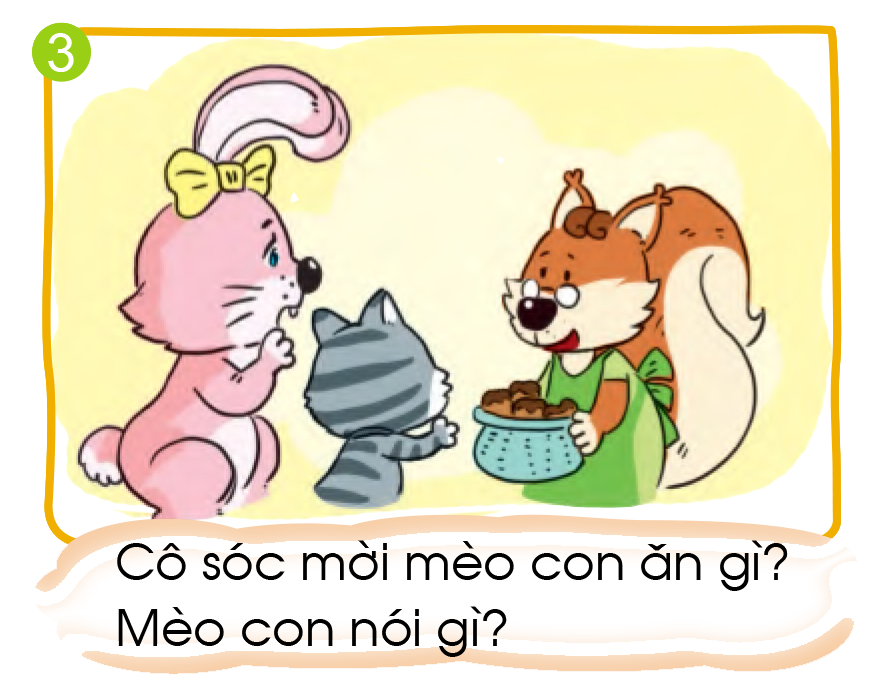 3
Cô sóc mời mèo con ăn gì?
Mèo con nói gì?